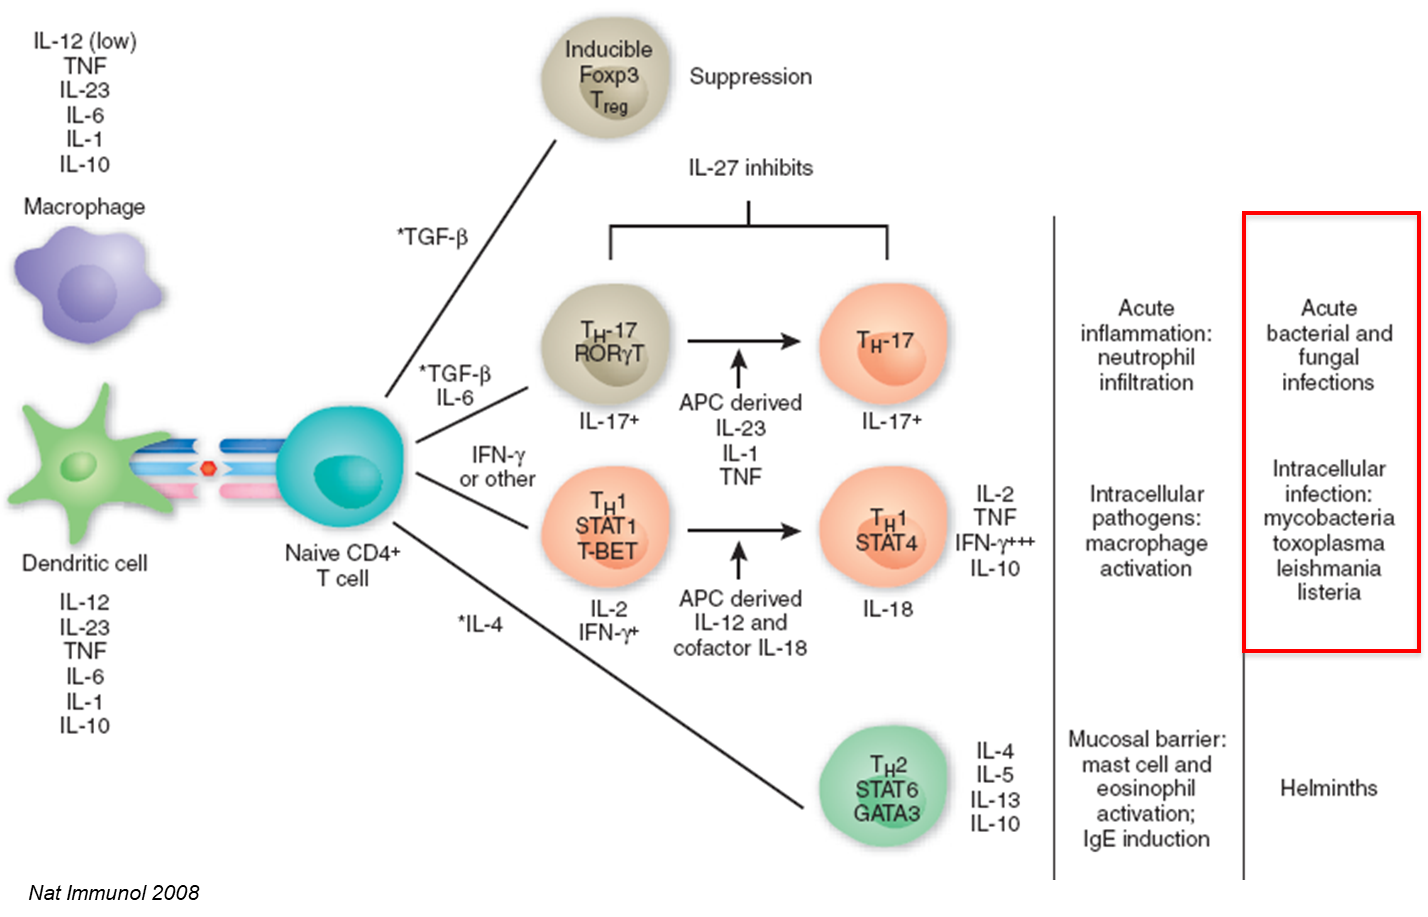 IL-12 (low)
TNF
IL-23
IL-6
IL-1
IL-10
Macrophage
Dendritic cell
IL-12
IL-23
TNF
IL-6
IL-1
IL-10
Naive CD4+
T cell
Inducible
Foxp3
Treg
Suppression
IL-27 inhibits
*TGF-β
*TGF-β
IL-6
IFN-γ
or other
*IL-4
TH-17
RORγT
IL-17+
APC derived
IL-23
IL-1
TNF
TH-17
IL-17+
TH1
STAT1
T-BET
IL-2
IFN-γ+
APC derived
IL-12 and
cofactor IL-18
TH1
STAT4
IL-18
IL-2
TNF
IFN-γ+++
IL-10
TH2
STAT6
GATA3
IL-4
IL-5
IL-13
IL-10
Acute
inflammation:
neutrophil
infiltration
Intracellular
pathogens:
macrophage
activation
Mucosal barrier:
mast cell and
eosinophil
activation;
IgE induction
Acute
bacterial and
fungal
infections
Intracellular
infection:
mycobacteria
toxoplasma
leishmania
listeria
Helminths
Nat Immunol 2008